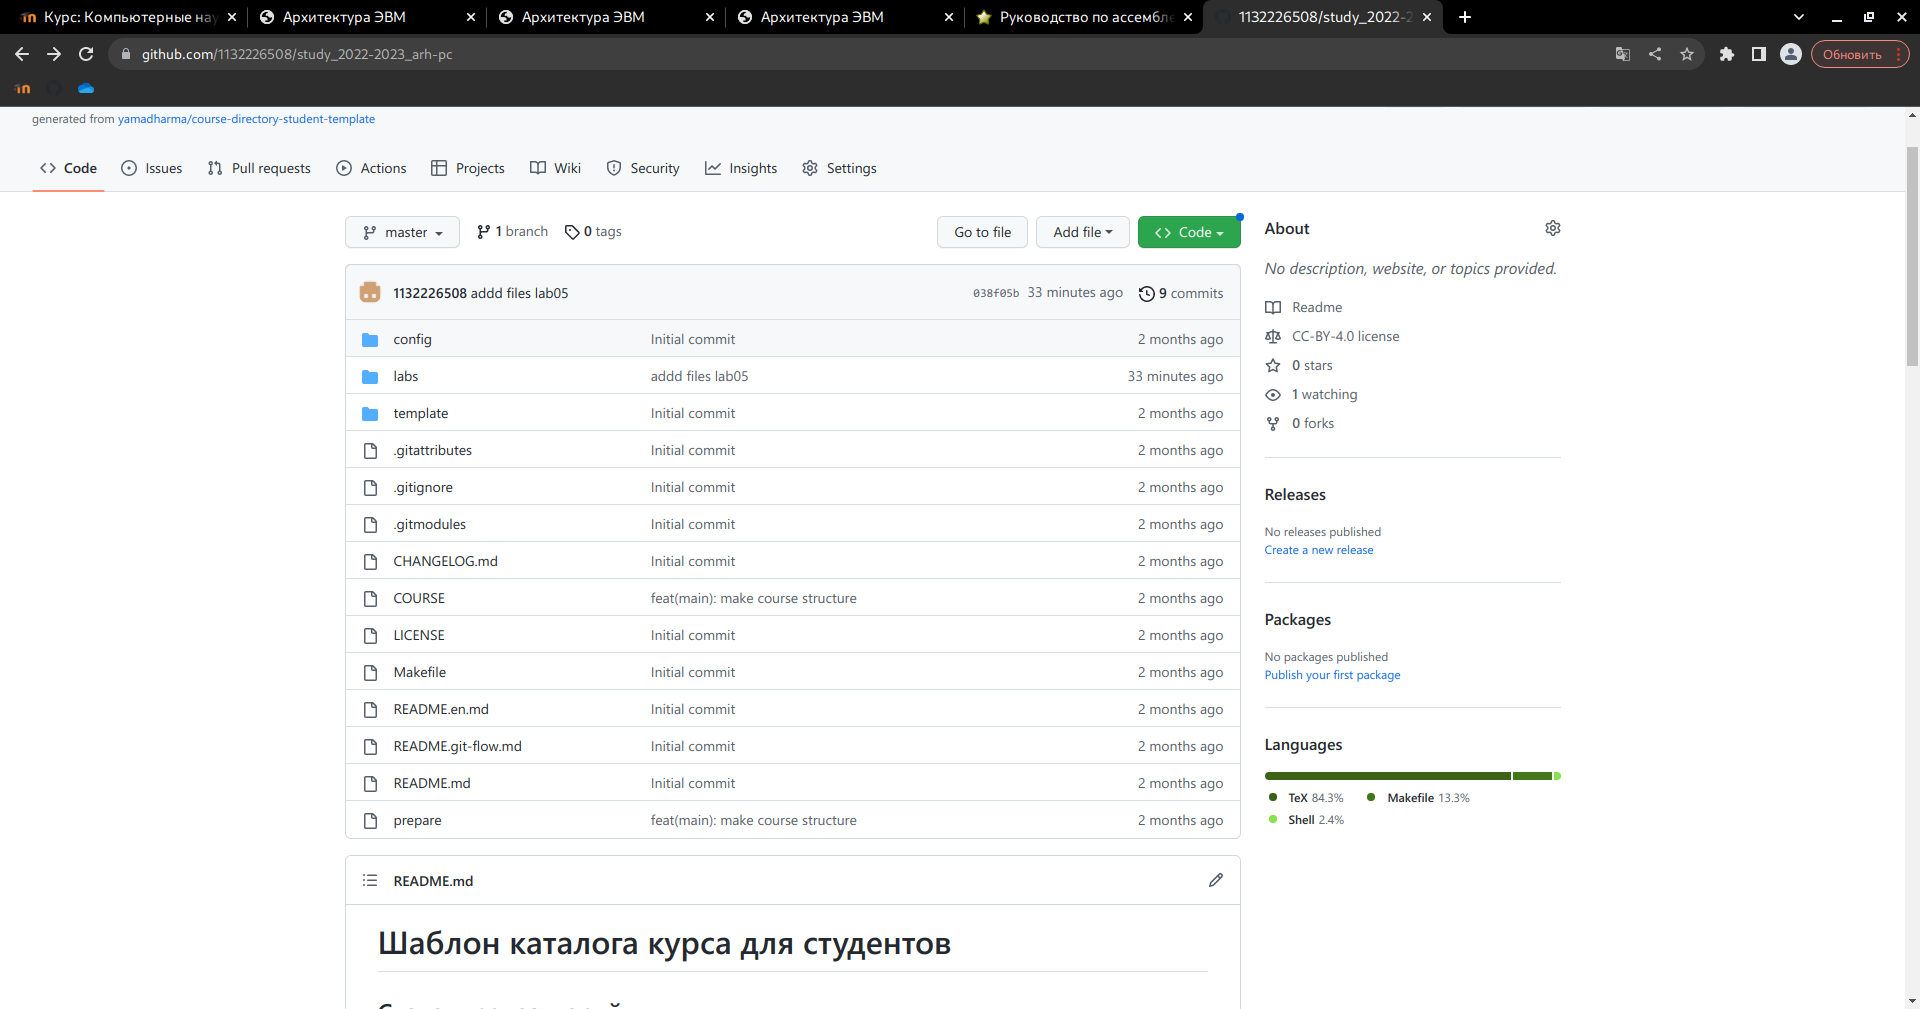 Курс: Компьютерные нау
Архитектура ЭВМ
Архитектура ЭВМ
Архитектура ЭВМ
Руководство по ассембле
1132226508/study_2022-2
github.com/1132226508/study_2022-2023_arh-pc
Обновить
generated from yamadharma/course-directory-student-template
Code Issues Pull requests Actions Projects Wiki Security Insights Settings
master 1 branch 0 tags Go to file Add file Code
1132226508 addd files lab05 038f05b 33 minutes ago 9 commits
config Initial commit 2 months ago
labs addd files lab05 33 minutes ago
template Initial commit 2 months ago
.gitattributes Initial commit 2 months ago
.gitignore Initial commit 2 months ago
.gitmodules Initial commit 2 months ago
CHANGELOG.md Initial commit 2 months ago
COURSE feat(main): make course structure 2 months ago
LICENSE Initial commit 2 months ago
Makefile Initial commit 2 months ago
README.en.md Initial commit 2 months ago
README.git-flow.md Initial commit 2 months ago
README.md Initial commit 2 months ago
prepare feat(main): make course structure 2 months ago
README.md
Шаблон каталога курса для студентов
About
No description, website, or topics provided.
Readme
CC-BY-4.0 license
0 stars
1 watching
0 forks
Releases
No releases published
Create a new release
Packages
No packages published
Publish your first package
Languages
TeX 84.3% Makefile 13.3%
Shell 2.4%